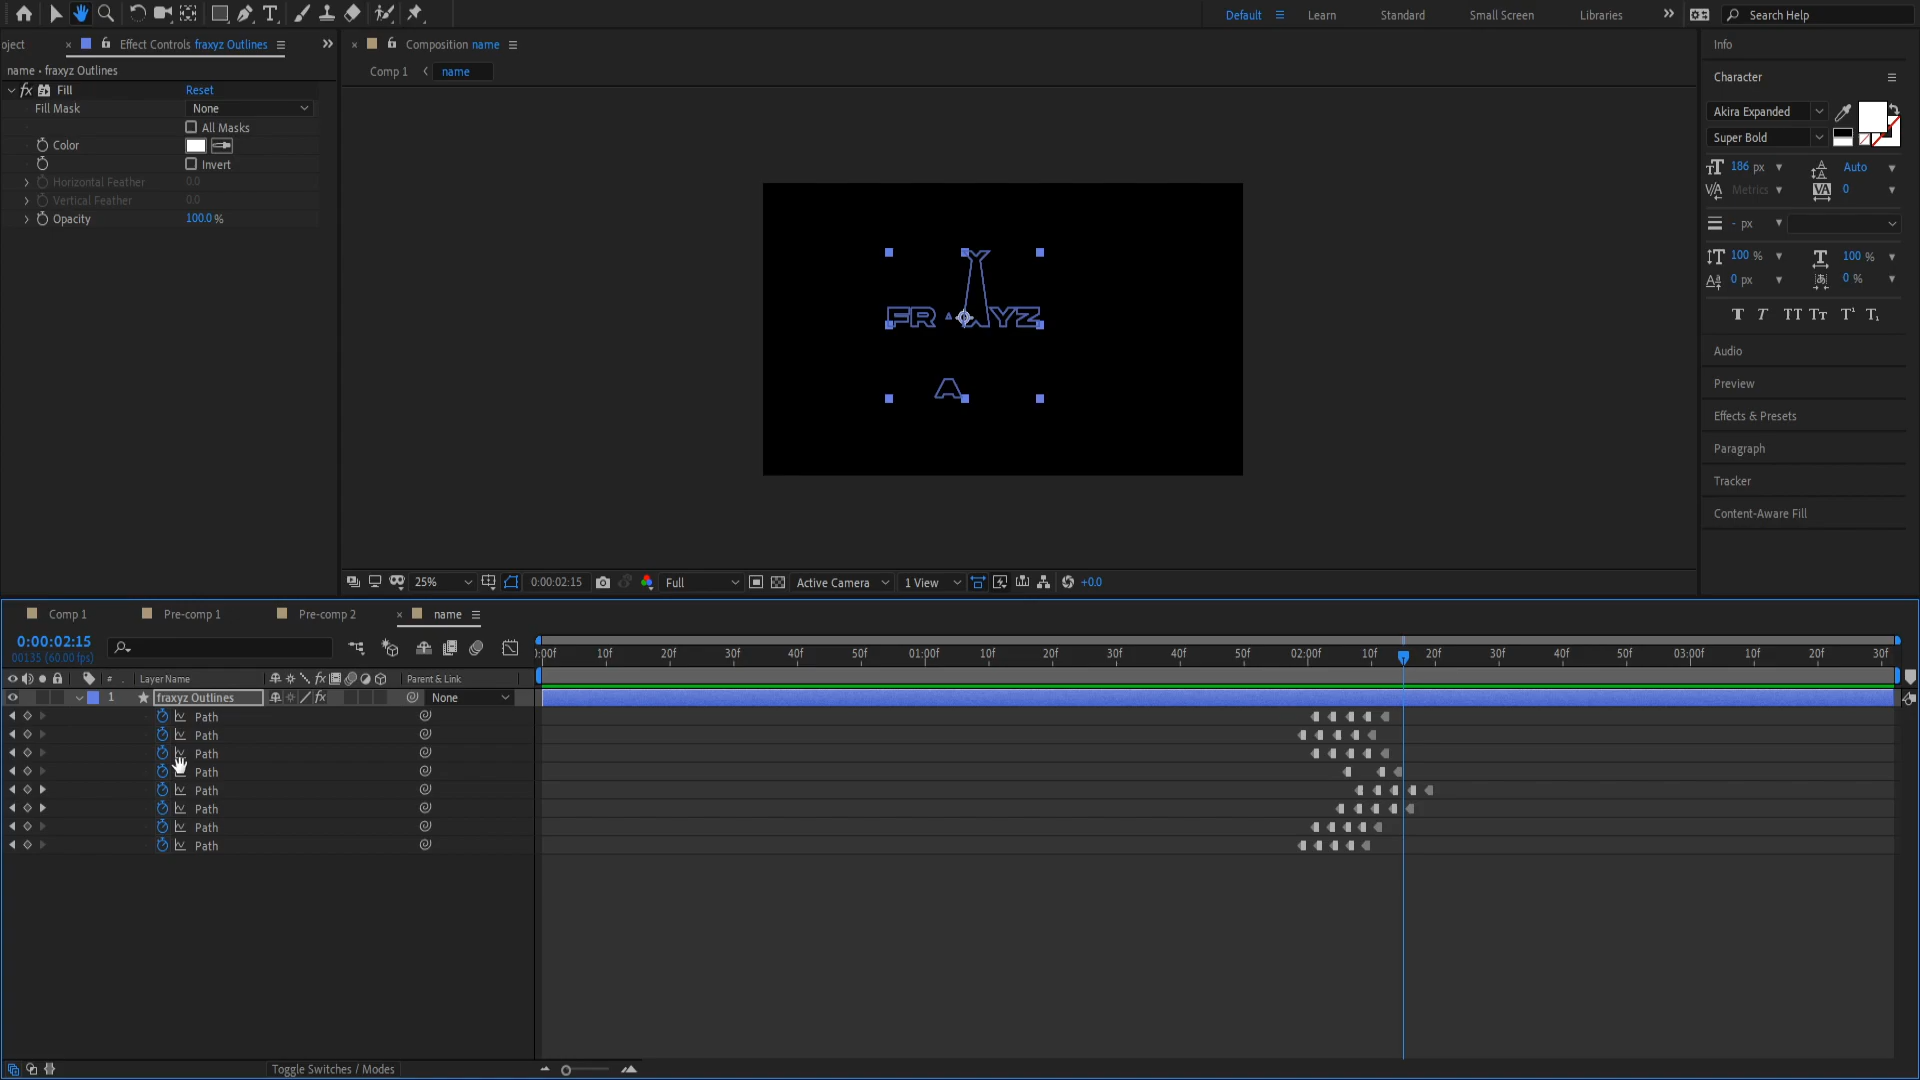 Default
Learn
Standard
Small Screen
Libraries
Search Help
oject
Effect Controls fraxyz Outlines
Composition name
Info
name • fraxyz Outlines
Comp 1
name
Character
fx Fill
Reset
Fill Mask
None
All Masks
Color
Invert
Horizontal Feather
0.0
Vertical Feather
0.0
Opacity
100.0 %
Akira Expanded
Super Bold
186 px
Auto
Metrics
0
- px
100 %
100 %
0 px
0 %
Audio
Preview
Effects & Presets
Paragraph
Tracker
Content-Aware Fill
Y
FR XYZ
A
25%
0:00:02:15
Full
Active Camera
1 View
+0.0
Comp 1
Pre-comp 1
Pre-comp 2
name
0:00:02:15
00135 (60.00 fps)
:00f
10f
20f
30f
40f
50f
01:00f
10f
20f
30f
40f
50f
02:00f
10f
20f
30f
40f
50f
03:00f
10f
20f
30f
#
Layer Name
Parent & Link
1
fraxyz Outlines
None
Path
Path
Path
Path
Path
Path
Path
Path
Toggle Switches / Modes